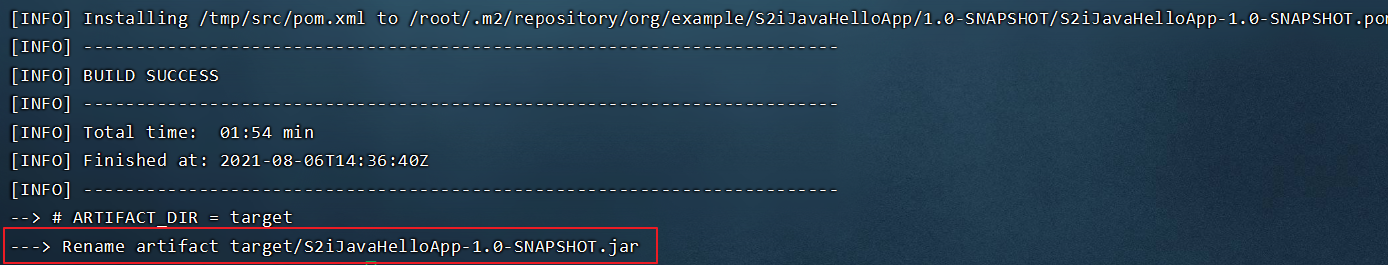 [INFO] Installing /tmp/src/pom.xml to /root/.m2/repository/org/example/S2iJavaHelloApp/1.0-SNAPSHOT/S2iJavaHelloApp-1.0-SNAPSHOT.pom
[INFO] ------------------------------------------------------------------------
[INFO] BUILD SUCCESS
[INFO] ------------------------------------------------------------------------
[INFO] Total time:  01:54 min
[INFO] Finished at: 2021-08-06T14:36:40Z
[INFO] ------------------------------------------------------------------------
--> # ARTIFACT_DIR = target
---> Rename artifact target/S2iJavaHelloApp-1.0-SNAPSHOT.jar